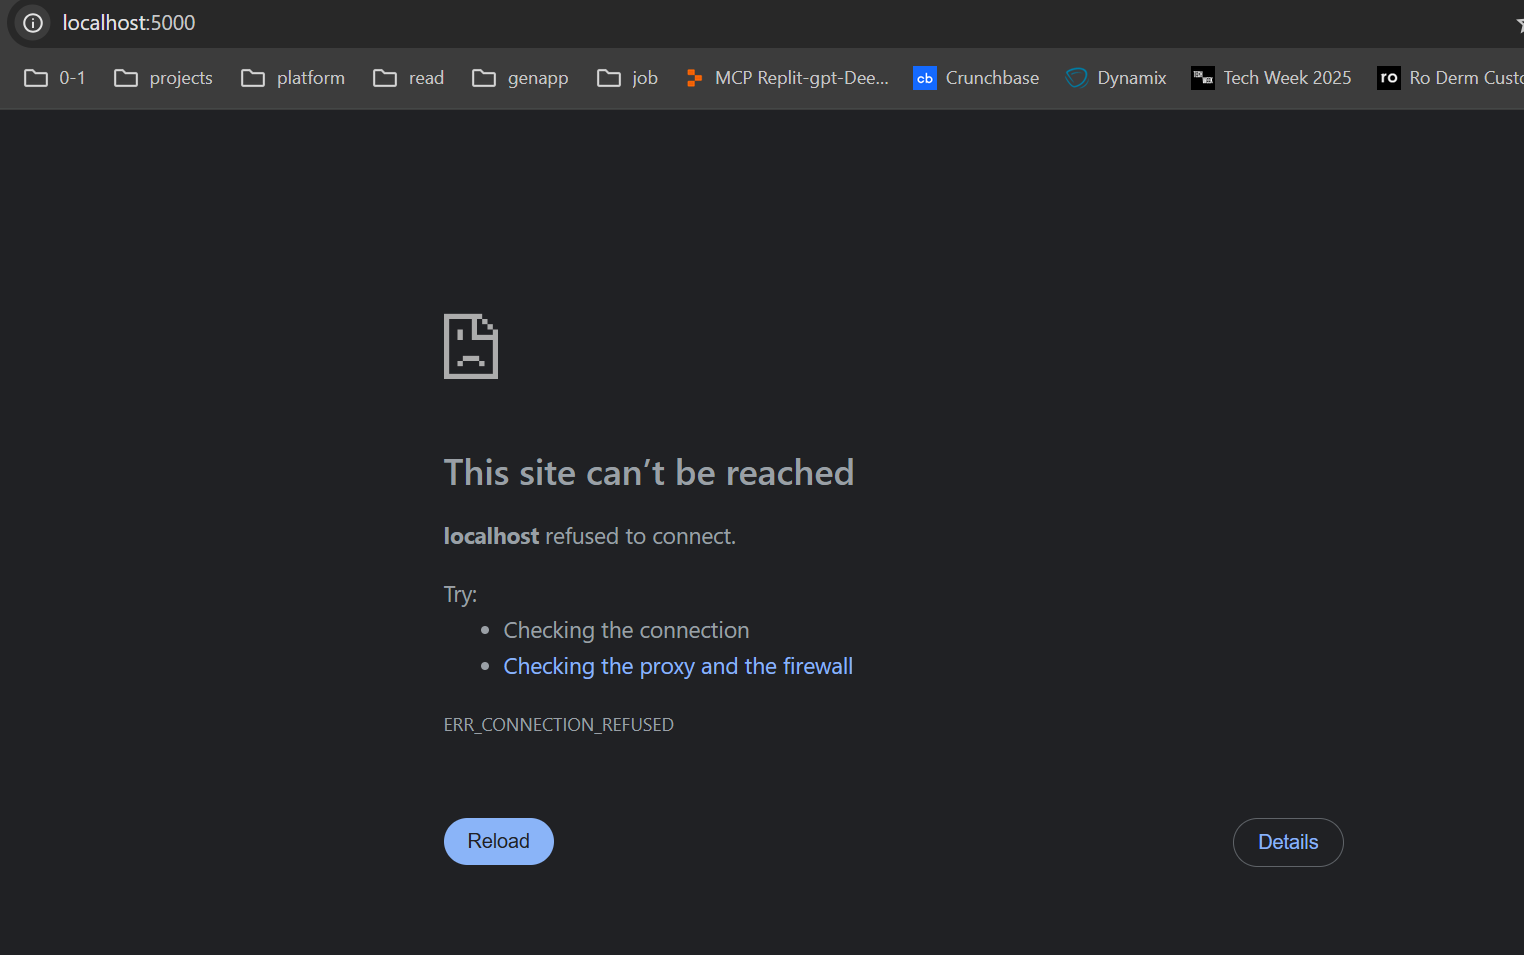 localhost:5000
0-1 projects platform read genapp job MCP Replit-gpt-Dee... cb Crunchbase Dynamix TECH WEEK Tech Week 2025 ro Ro Derm Custo
This site can’t be reached
localhost refused to connect.
Try:
• Checking the connection
• Checking the proxy and the firewall
ERR_CONNECTION_REFUSED
Reload Details